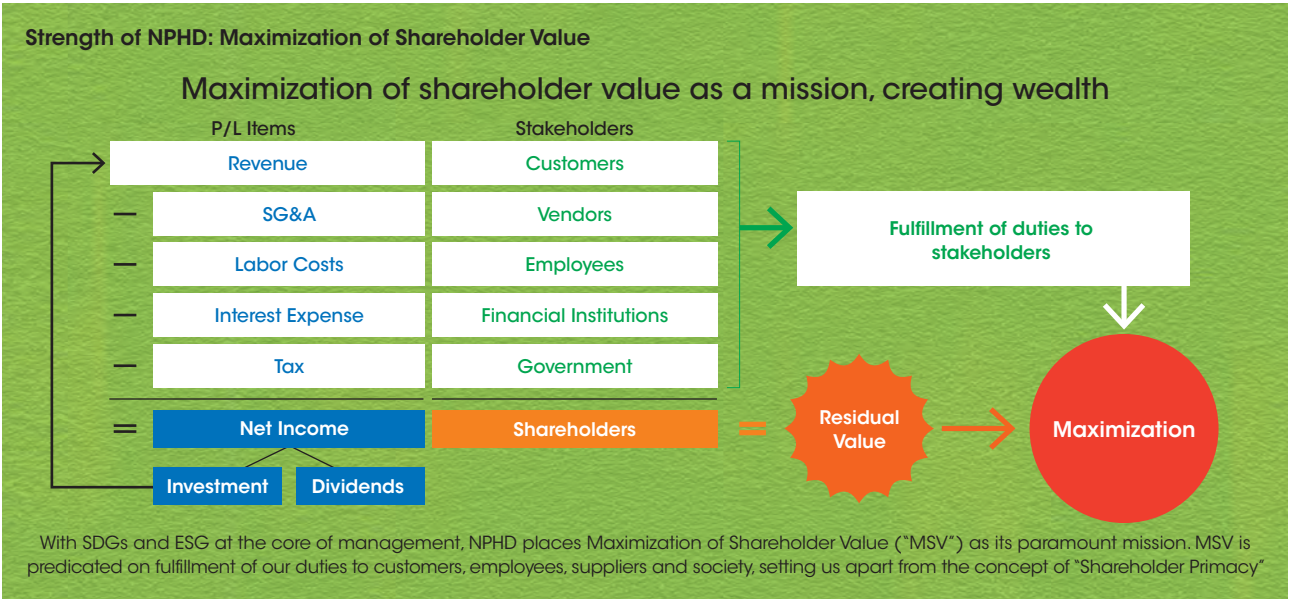 Strength of NPHD: Maximization of Shareholder Value
Maximization of shareholder value as a mission, creating wealth
P/L Items Stakeholders
Revenue Customers
— SG&A Vendors
— Labor Costs Employees
— Interest Expense Financial Institutions
— Tax Government
Fulfillment of duties to
stakeholders
= Net Income Shareholders =
Residual
Value
Maximization
Investment Dividends
With SDGs and ESG at the core of management, NPHD places Maximization of Shareholder Value (“MSV”) as its paramount mission. MSV is
predicated on fulfillment of our duties to customers, employees, suppliers and society, setting us apart from the concept of “Shareholder Primacy”